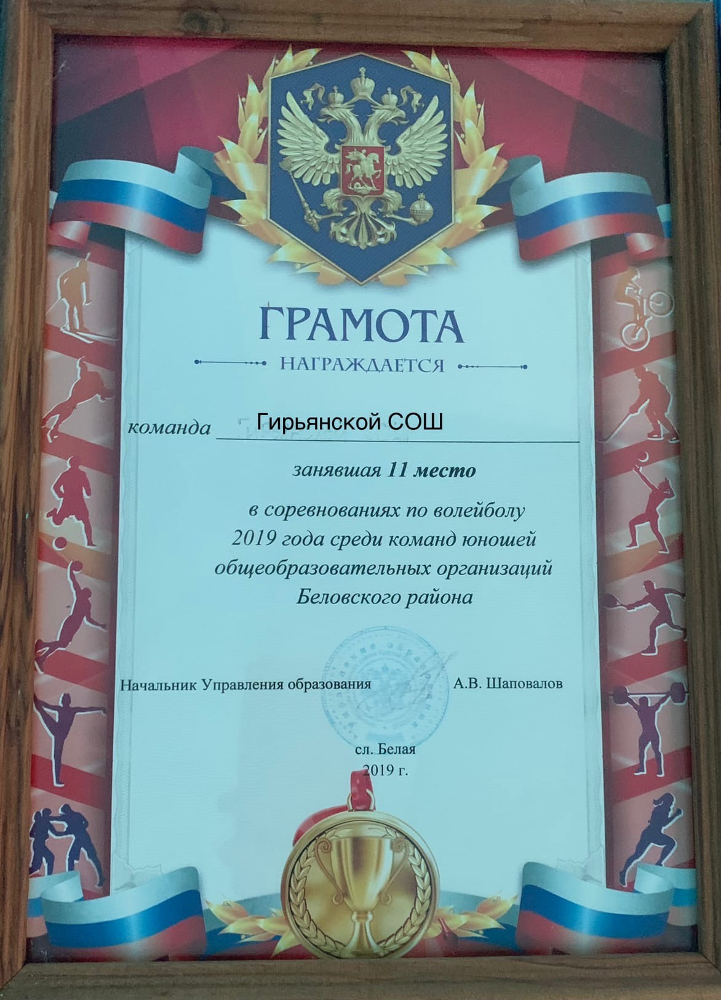 ГРАМОТА
НАГРАЖДАЕТСЯ
команда Гирьянской СОШ
занявшая 11 место
в соревнованиях по волейболу
2019 года среди команд юношей
общеобразовательных организаций
Беловского района
Начальник Управления образования А.В. Шаповалов
сл. Белая
2019 г.